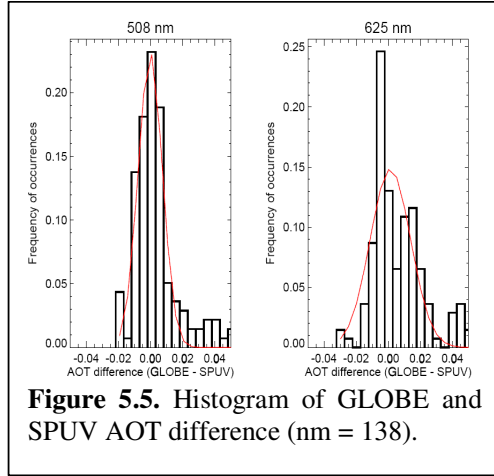 508 nm
625 nm
Frequency of occurrences
0.20
0.15
0.10
0.05
0.00
Frequency of occurrences
0.25
0.20
0.15
0.10
0.05
0.00
-0.04 -0.02 0.00 0.02 0.04
AOT difference (GLOBE - SPUV)
-0.04 -0.02 0.00 0.02 0.04
AOT difference (GLOBE - SPUV)
Figure 5.5. Histogram of GLOBE and
SPUV AOT difference (nm = 138).